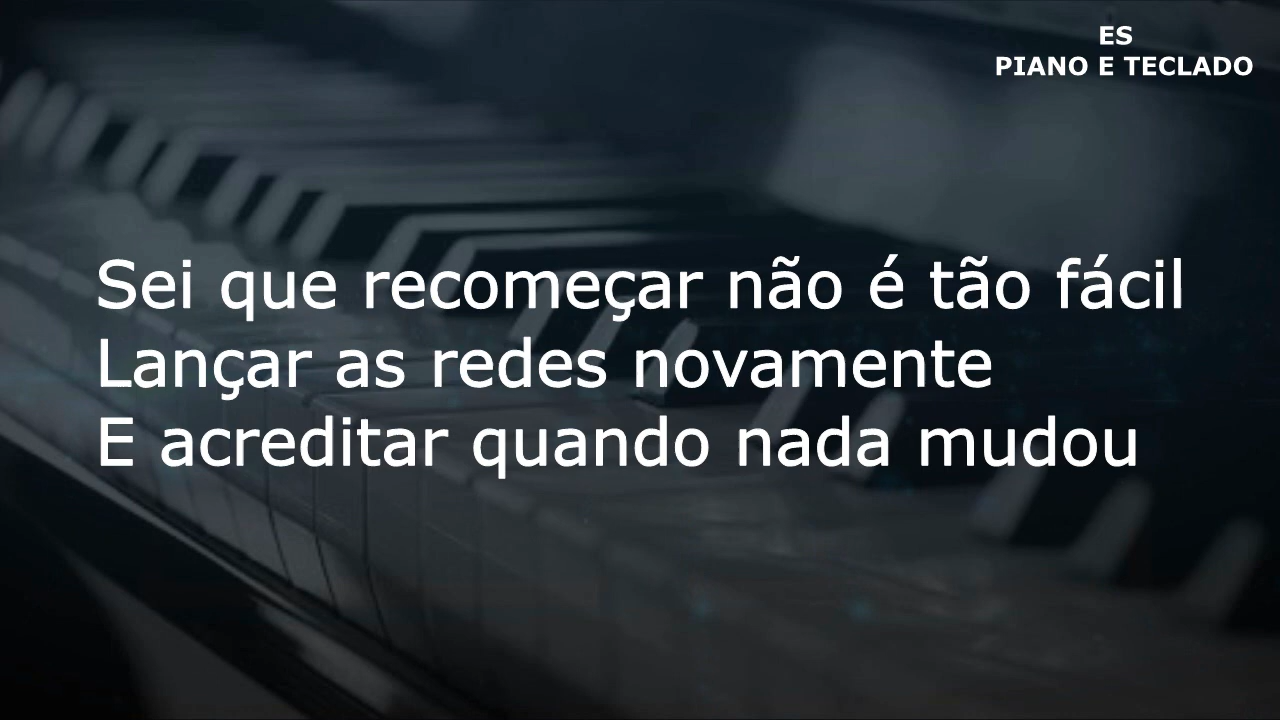 ES
PIANO E TECLADO
Sei que recomeçar não é tão fácil
Lançar as redes novamente
E acreditar quando nada mudou